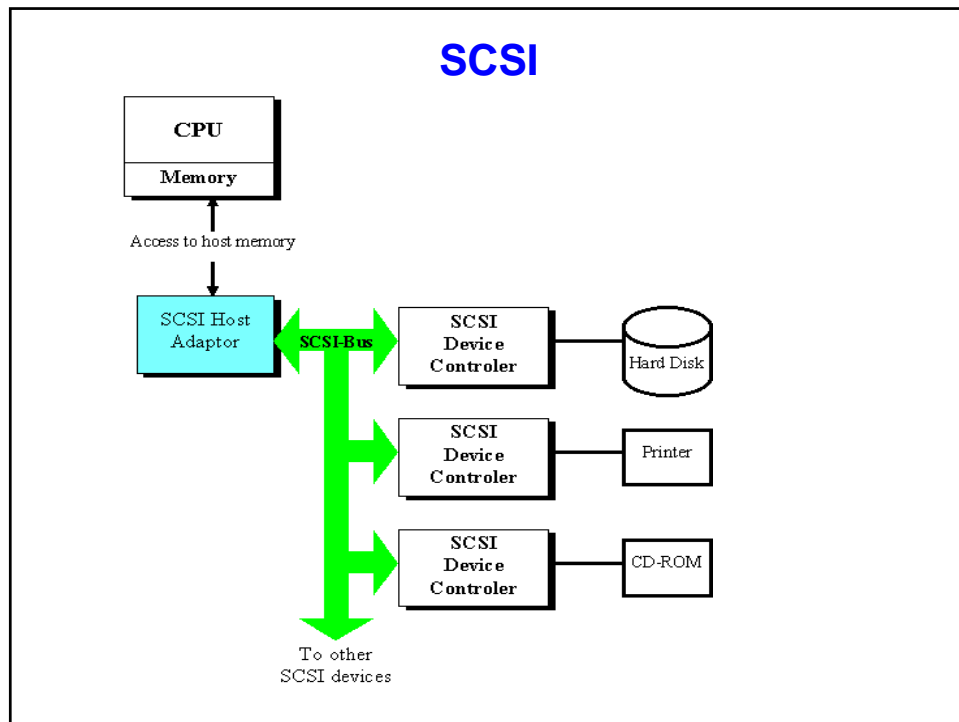 SCSI
CPU
Memory
Access to host memory
SCSI Host
Adaptor
SCSI-Bus
SCSI
Device
Controler
Hard Disk
SCSI
Device
Controler
Printer
SCSI
Device
Controler
CD-ROM
To other
SCSI devices